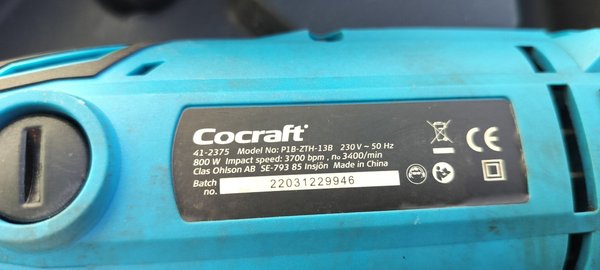 Cocraft®
41-2375 Model No: P1B-ZTH-13B 230 V ~ 50 Hz
800 W Impact speed: 3700 bpm , n₀ 3400/min
Clas Ohlson AB SE-793 85 Insjön Made in China
Batch no. 22031229946
CE